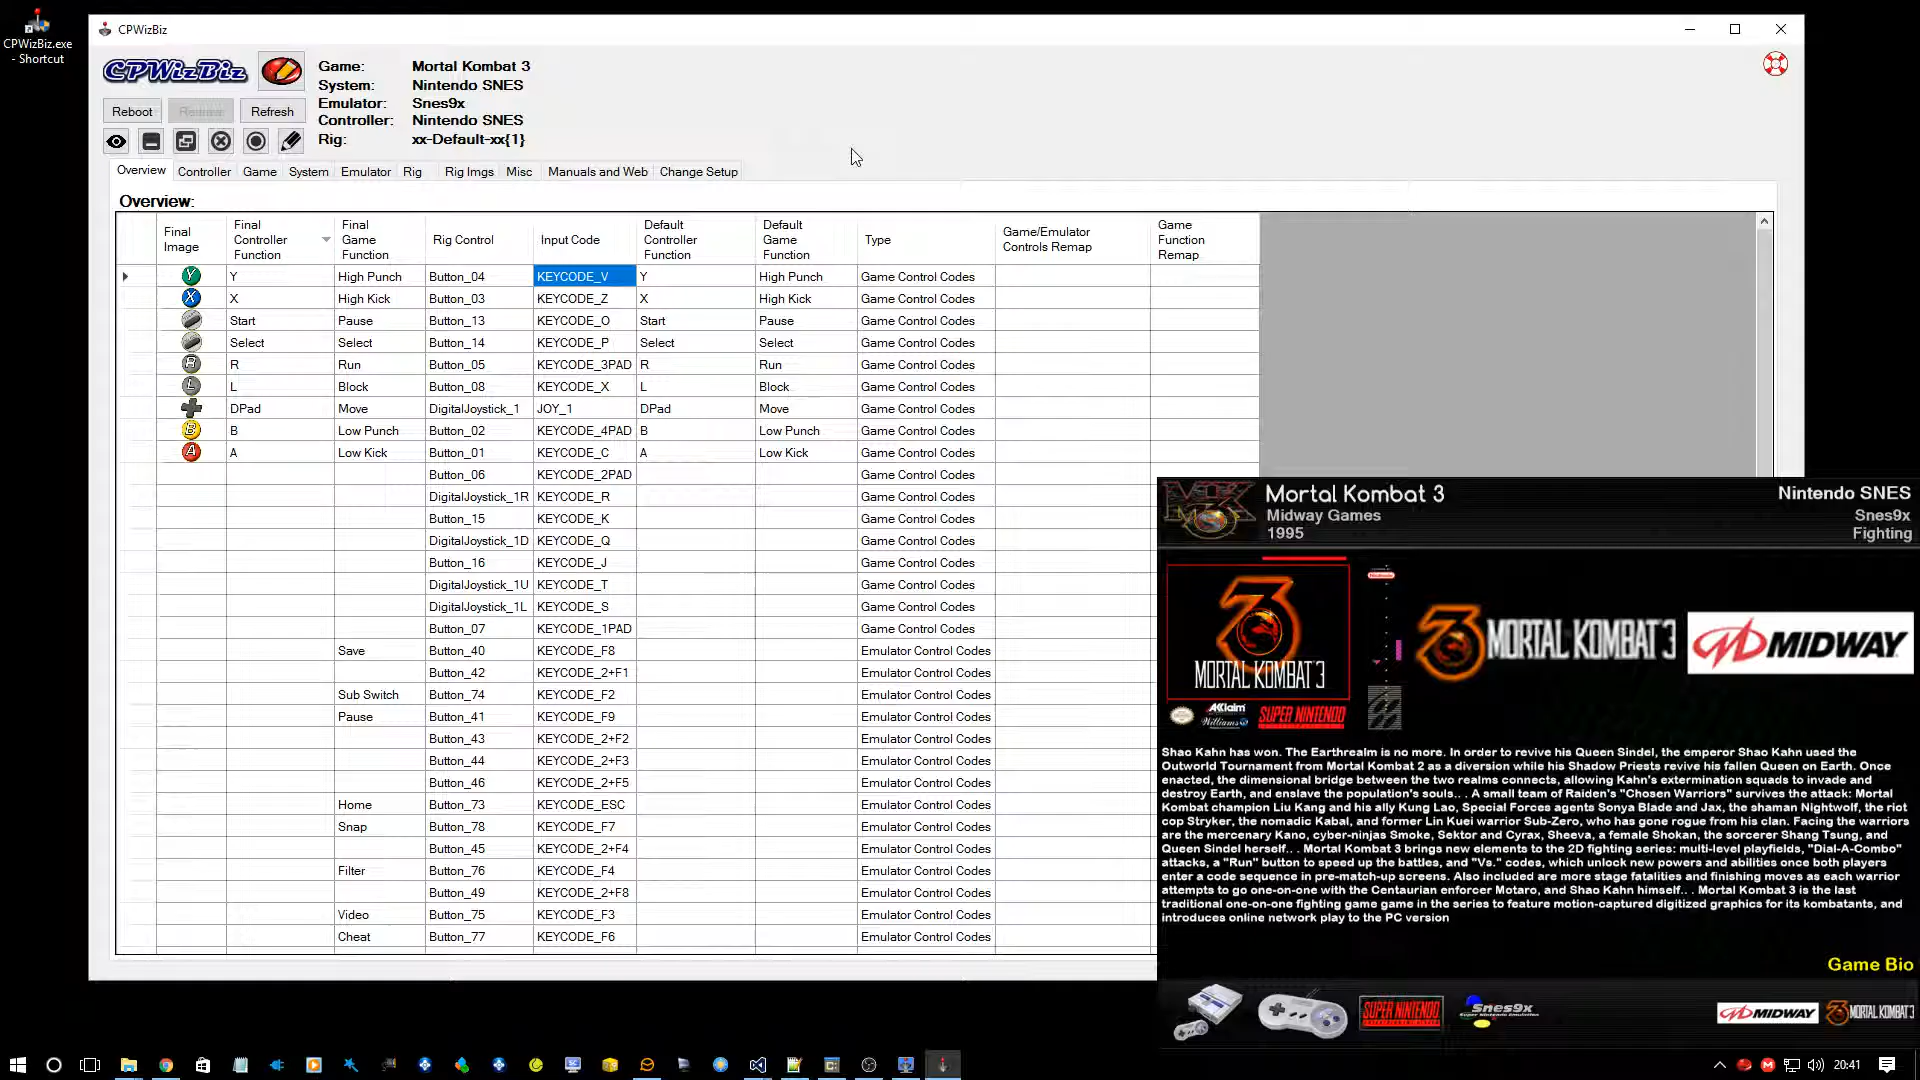 CPWizBiz.exe
- Shortcut
CPWizBiz
CPWizBiz
Game: Mortal Kombat 3
System: Nintendo SNES
Emulator: Snes9x
Controller: Nintendo SNES
Rig: xx-Default-xx{1}
Reboot Refresh
Overview Controller Game System Emulator Rig Rig Imgs Misc Manuals and Web Change Setup
Overview:
Final Image Final Controller Function Final Game Function Rig Control Input Code Default Controller Function Default Game Function Type Game/Emulator Controls Remap Game Function Remap
Y Y High Punch Button_04 KEYCODE_V Y High Punch Game Control Codes
X X High Kick Button_03 KEYCODE_Z X High Kick Game Control Codes
Start Pause Button_13 KEYCODE_O Start Pause Game Control Codes
Select Select Button_14 KEYCODE_P Select Select Game Control Codes
R R Run Button_05 KEYCODE_3PAD R Run Game Control Codes
L L Block Button_08 KEYCODE_X L Block Game Control Codes
DPad Move DigitalJoystick_1 JOY_1 DPad Move Game Control Codes
B B Low Punch Button_02 KEYCODE_4PAD B Low Punch Game Control Codes
A A Low Kick Button_01 KEYCODE_C A Low Kick Game Control Codes
Button_06 KEYCODE_2PAD Game Control Codes
DigitalJoystick_1R KEYCODE_R Game Control Codes
Button_15 KEYCODE_K Game Control Codes
DigitalJoystick_1D KEYCODE_Q Game Control Codes
Button_16 KEYCODE_J Game Control Codes
DigitalJoystick_1U KEYCODE_T Game Control Codes
DigitalJoystick_1L KEYCODE_S Game Control Codes
Button_07 KEYCODE_1PAD Game Control Codes
Save Button_40 KEYCODE_F8 Emulator Control Codes
Button_42 KEYCODE_2+F1 Emulator Control Codes
Sub Switch Button_74 KEYCODE_F2 Emulator Control Codes
Pause Button_41 KEYCODE_F9 Emulator Control Codes
Button_43 KEYCODE_2+F2 Emulator Control Codes
Button_44 KEYCODE_2+F3 Emulator Control Codes
Button_46 KEYCODE_2+F5 Emulator Control Codes
Home Button_73 KEYCODE_ESC Emulator Control Codes
Snap Button_78 KEYCODE_F7 Emulator Control Codes
Button_45 KEYCODE_2+F4 Emulator Control Codes
Filter Button_76 KEYCODE_F4 Emulator Control Codes
Button_49 KEYCODE_2+F8 Emulator Control Codes
Video Button_75 KEYCODE_F3 Emulator Control Codes
Cheat Button_77 KEYCODE_F6 Emulator Control Codes
Mortal Kombat 3 Nintendo SNES
Midway Games Snes9x
1995 Fighting
MORTAL KOMBAT 3
AKklaim
Williams
SUPER NINTENDO
MORTAL KOMBAT 3
MIDWAY
Shao Kahn has won. The Earthrealm is no more. In order to revive his Queen Sindel, the emperor Shao Kahn used the
Outworld Tournament from Mortal Kombat 2 as a diversion while his Shadow Priests revive his fallen Queen on Earth. Once
enacted, the dimensional bridge between the two realms connects, allowing Kahn's extermination squads to invade and
destroy Earth, and enslave the population's souls.. . A small team of Raiden's "Chosen Warriors" survives the attack: Mortal
Kombat champion Liu Kang and his ally Kung Lao, Special Forces agents Sonya Blade and Jax, the shaman Nightwolf, the riot
cop Stryker, the nomadic Kabal, and former Lin Kuei warrior Sub-Zero, who has gone rogue from his clan. Facing the warriors
are the mercenary Kano, cyber-ninjas Smoke, Sektor and Cyrax, Sheeva, a female Shokan, the sorcerer Shang Tsung, and
Queen Sindel herself.. . Mortal Kombat 3 brings new elements to the 2D fighting series: multi-level playfields, "Dial-A-Combo"
attacks, a "Run" button to speed up the battles, and "Vs." codes, which unlock new powers and abilities once both players
enter a code sequence in pre-match-up screens. Also included are more stage fatalities and finishing moves as each warrior
attempts to go one-on-one with the Centaurian enforcer Motaro, and Shao Kahn himself.. . Mortal Kombat 3 is the last
traditional one-on-one fighting game game in the series to feature motion-captured digitized graphics for its kombatants, and
introduces online network play to the PC version
Game Bio
SUPER NINTENDO
Snes9x
MIDWAY
MORTAL KOMBAT 3
20:41